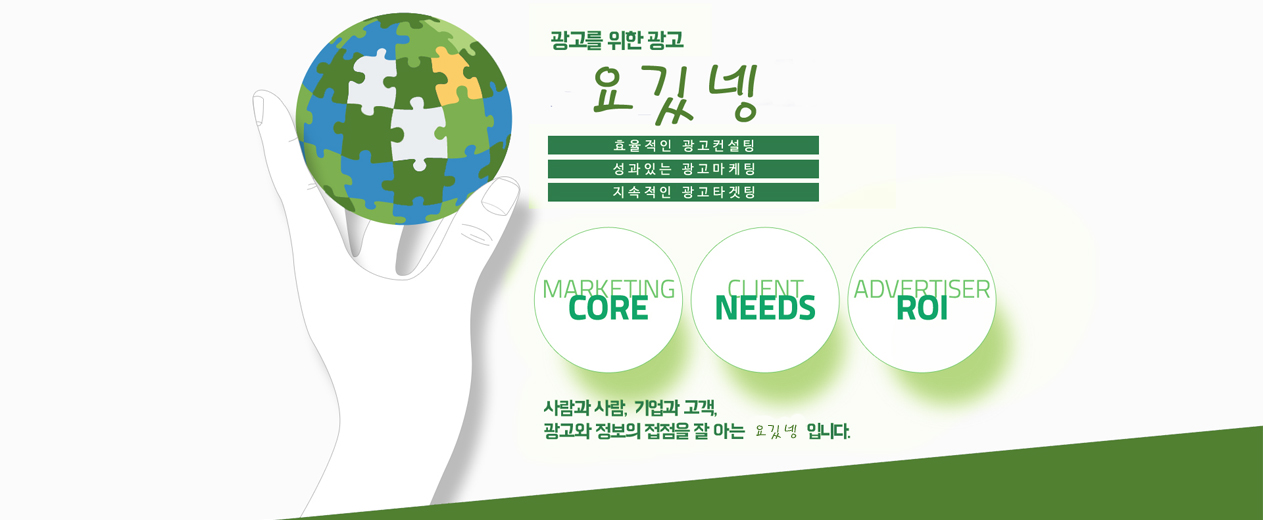 광고를 위한 광고
요깄넹
효율적인 광고컨설팅
성과있는 광고마케팅
지속적인 광고타겟팅
MARKETING
CORE
CLIENT
NEEDS
ADVERTISER
ROI
사람과 사람, 기업과 고객,
광고와 정보의 접점을 잘 아는 요깄넹 입니다.